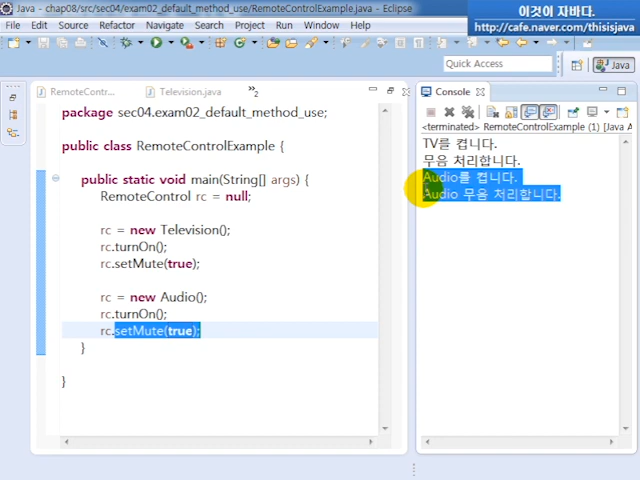 Java - chap08/src/sec04/exam02_default_method_use/RemoteControlExample.java - Eclipse
이것이 자바다.
http://cafe.naver.com/thisisjava
File Edit Source Refactor Navigate Search Project Run Window Help
Quick Access
Java
RemoteContr... Television.java »2
Console
<terminated> RemoteControlExample (1) [Java A
package sec04.exam02_default_method_use;
public class RemoteControlExample {
public static void main(String[] args) {
RemoteControl rc = null;
rc = new Television();
rc.turnOn();
rc.setMute(true);
rc = new Audio();
rc.turnOn();
rc.setMute(true);
}
}
TV를 켭니다.
무음 처리합니다.
Audio를 켭니다.
Audio 무음 처리합니다.